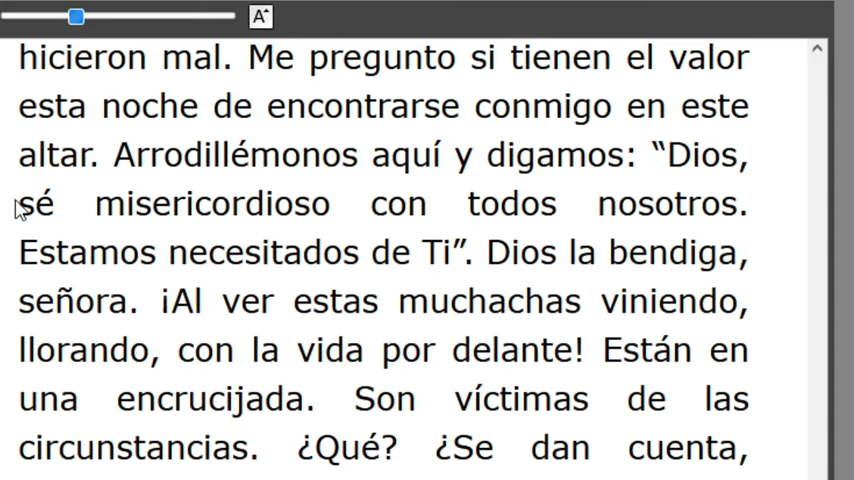 A
hicieron mal. Me pregunto si tienen el valor
esta noche de encontrarse conmigo en este
altar. Arrodillémonos aquí y digamos: “Dios,
sé misericordioso con todos nosotros.
Estamos necesitados de Ti”. Dios la bendiga,
señora. ¡Al ver estas muchachas viniendo,
llorando, con la vida por delante! Están en
una encrucijada. Son víctimas de las
circunstancias. ¿Qué? ¿Se dan cuenta,